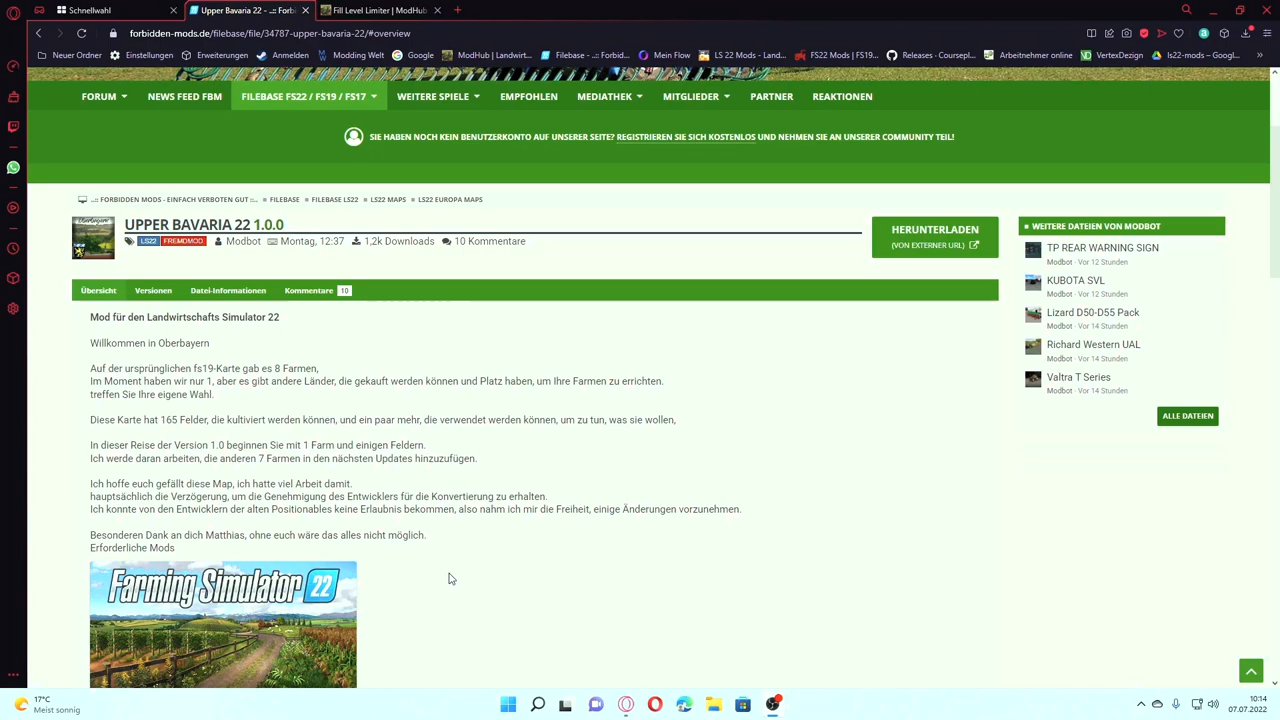 Schnellwahl
Upper Bavaria 22 - ..:: Forb
Fill Level Limiter | ModHub
forbidden-mods.de/filebase/file/34787-upper-bavaria-22/#overview
Neuer Ordner
Einstellungen
Übertragungen
Anmelden
Modding Welt
Google
ModHub | Landwirt...
Filebase - ..:: Forbid...
Mein Flow
LS 22 Mods - Land...
FS22 Mods | FS19...
Releases · Coursepl...
Arbeitnehmer online
VertexDesign
ls22-mods – Googl...
FORUM
NEWS FEED FBM
FILEBASE FS22 / FS19 / FS17
WEITERE SPIELE
EMPFOHLEN
MEDIATHEK
MITGLIEDER
PARTNER
REAKTIONEN
SIE HABEN NOCH KEIN BENUTZERKONTO AUF UNSERER SEITE? REGISTRIEREN SIE SICH KOSTENLOS UND NEHMEN SIE AN UNSERER COMMUNITY TEIL!
..:: FORBIDDEN MODS - EINFACH VERBOTEN GUT ::..
FILEBASE
FILEBASE LS22
LS22 MAPS
LS22 EUROPA MAPS
UPPER BAVARIA 22 1.0.0
LS22 FREMDMOD Modbot Montag, 12:37 1,2k Downloads 10 Kommentare
HERUNTERLADEN
(VON EXTERNER URL)
Übersicht
Versionen
Datei-Informationen
Kommentare 10
Mod für den Landwirtschafts Simulator 22
Willkommen in Oberbayern
Auf der ursprünglichen fs19-Karte gab es 8 Farmen,
Im Moment haben wir nur 1, aber es gibt andere Länder, die gekauft werden können und Platz haben, um Ihre Farmen zu errichten.
treffen Sie Ihre eigene Wahl.
Diese Karte hat 165 Felder, die kultiviert werden können, und ein paar mehr, die verwendet werden können, um zu tun, was sie wollen,
In dieser Reise der Version 1.0 beginnen Sie mit 1 Farm und einigen Feldern.
Ich werde daran arbeiten, die anderen 7 Farmen in den nächsten Updates hinzuzufügen.
Ich hoffe euch gefällt diese Map, ich hatte viel Arbeit damit.
hauptsächlich die Verzögerung, um die Genehmigung des Entwicklers für die Konvertierung zu erhalten.
Ich konnte von den Entwicklern der alten Positionables keine Erlaubnis bekommen, also nahm ich mir die Freiheit, einige Änderungen vorzunehmen.
Besonderen Dank an dich Matthias, ohne euch wäre das alles nicht möglich.
Erforderliche Mods
Farming Simulator 22
WEITERE DATEIEN VON MODBOT
TP REAR WARNING SIGN
Modbot · Vor 12 Stunden
KUBOTA SVL
Modbot · Vor 12 Stunden
Lizard D50-D55 Pack
Modbot · Vor 14 Stunden
Richard Western UAL
Modbot · Vor 14 Stunden
Valtra T Series
Modbot · Vor 14 Stunden
ALLE DATEIEN
17°C
Meist sonnig
10:14
07.07.2022